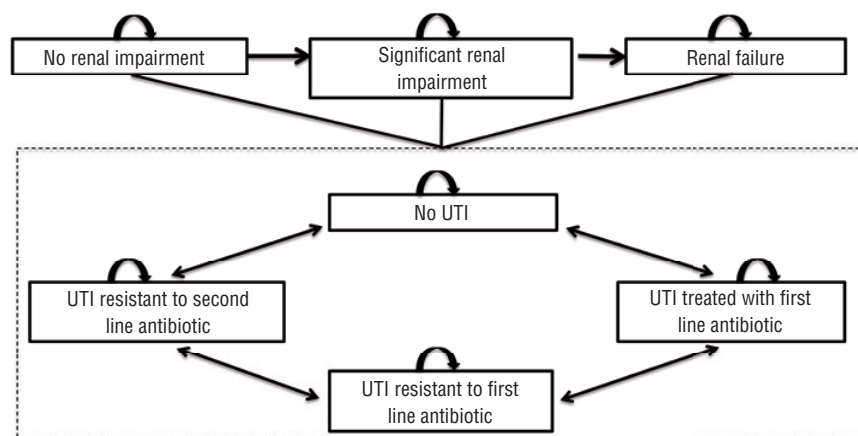 No renal impairment
Significant renal
impairment
Renal failure
No UTI
UTI resistant to second
line antibiotic
UTI treated with first
line antibiotic
UTI resistant to first
line antibiotic